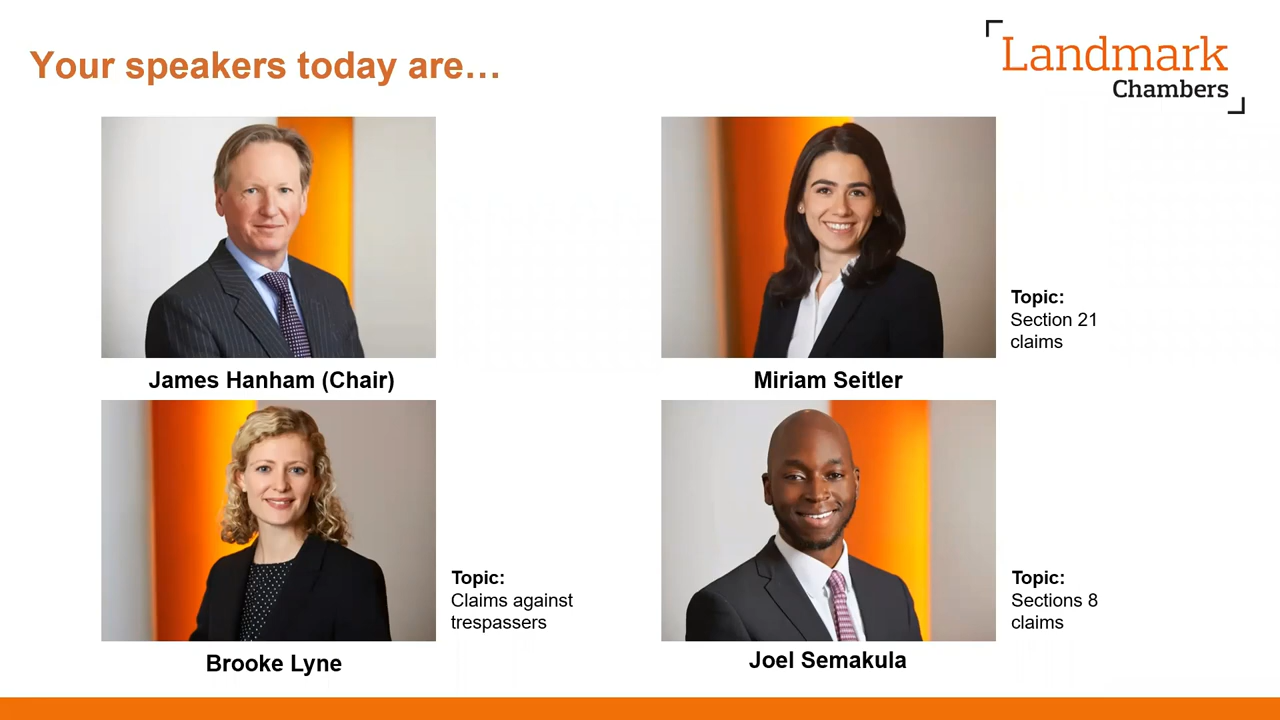 Your speakers today are…
Landmark
Chambers
James Hanham (Chair)
Topic:
Section 21
claims
Miriam Seitler
Topic:
Claims against
trespassers
Brooke Lyne
Topic:
Sections 8
claims
Joel Semakula